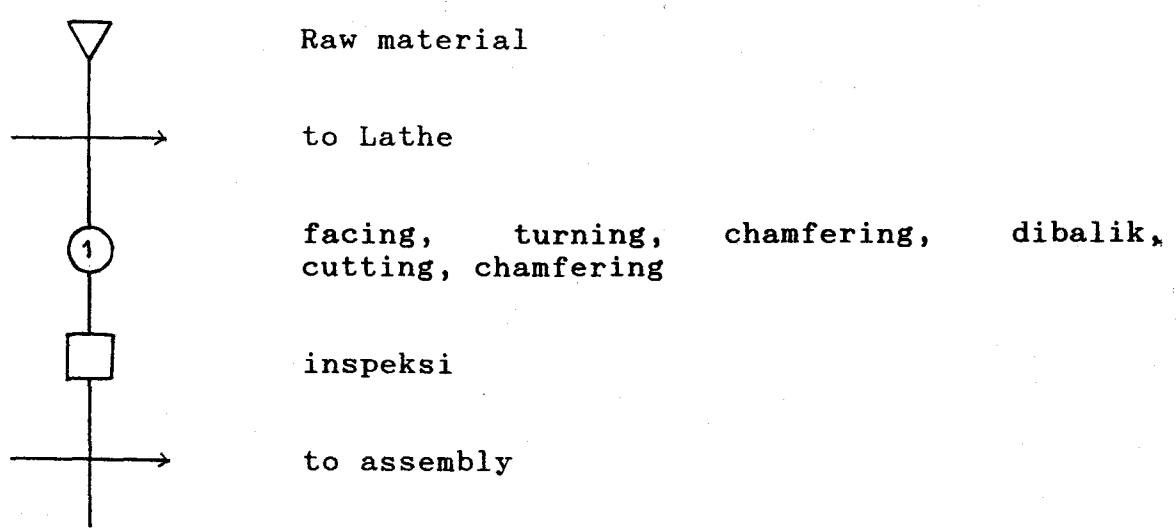 Raw material
to Lathe
1
facing, turning, chamfering, dibalik,
cutting, chamfering
inspeksi
to assembly